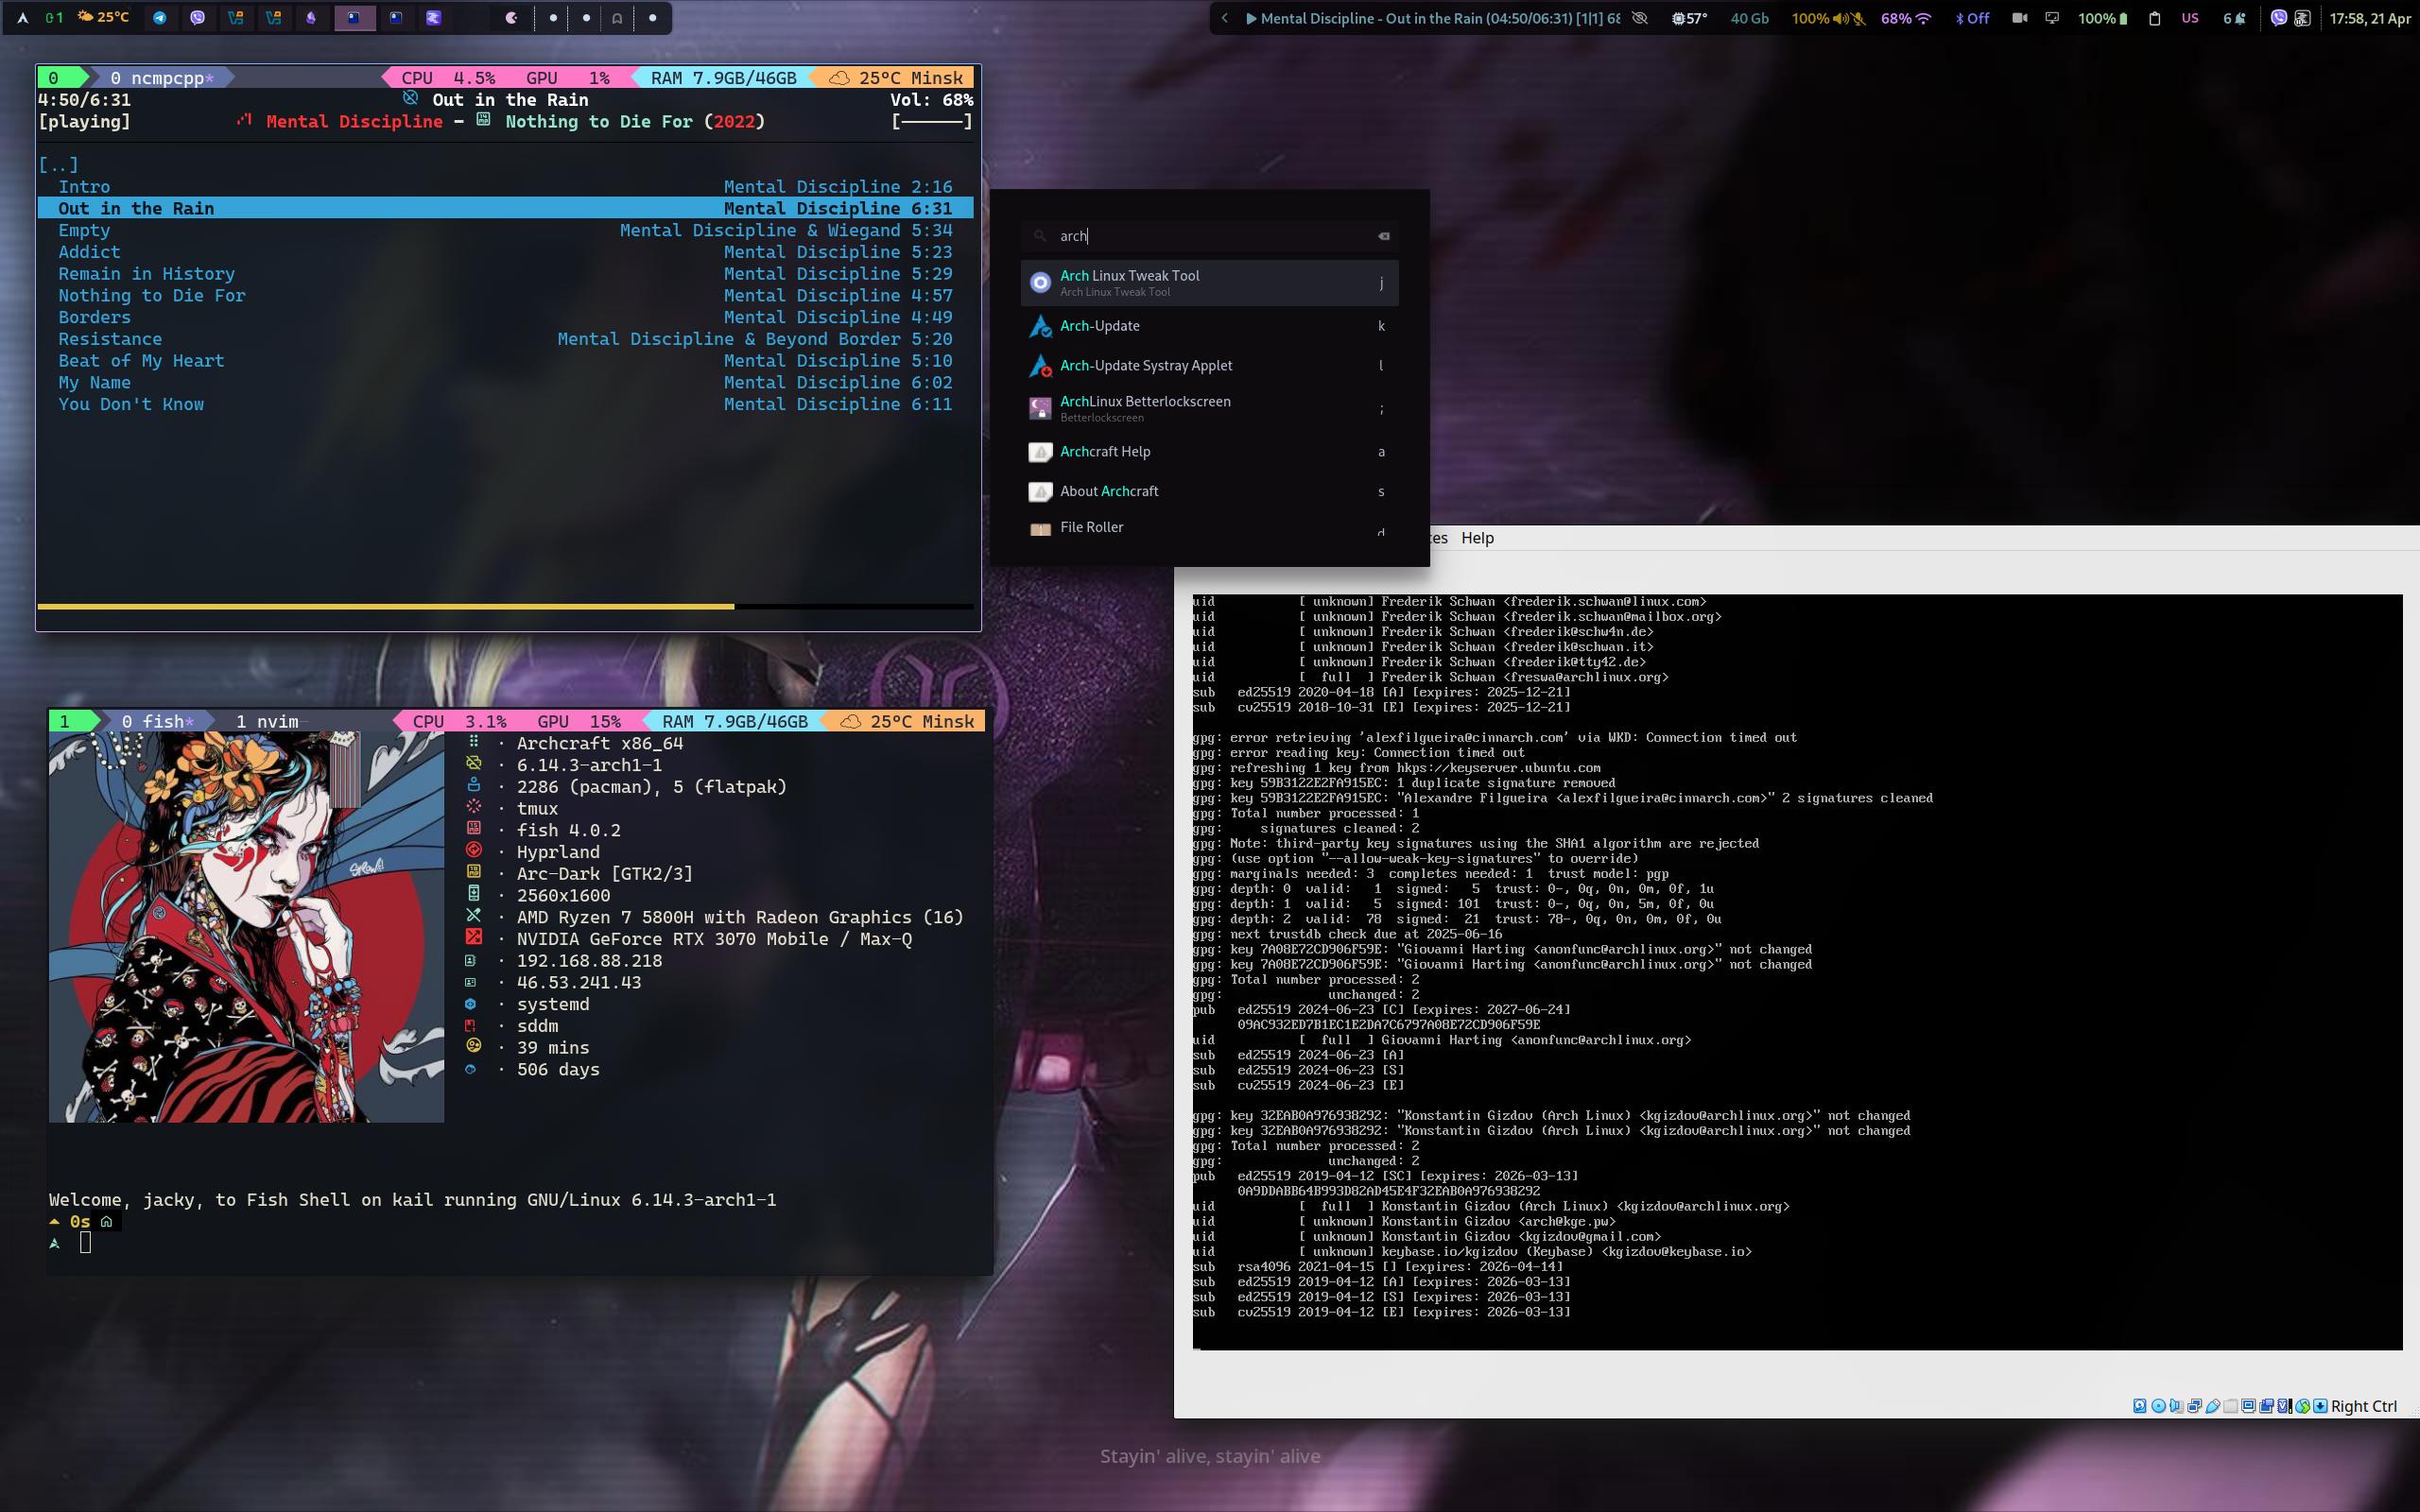 1 25°C
Mental Discipline - Out in the Rain (04:50/06:31) [1|1] 68
57° 40 Gb 100% 68% Off 100% US 6 17:58, 21 Apr
0 0 ncmpcpp* CPU 4.5% GPU 1% RAM 7.9GB/46GB 25°C Minsk
4:50/6:31 Out in the Rain Vol: 68%
[playing] Mental Discipline - Nothing to Die For (2022) [──────]
[..]
Intro Mental Discipline 2:16
Out in the Rain Mental Discipline 6:31
Empty Mental Discipline & Wiegand 5:34
Addict Mental Discipline 5:23
Remain in History Mental Discipline 5:29
Nothing to Die For Mental Discipline 4:57
Borders Mental Discipline 4:49
Resistance Mental Discipline & Beyond Border 5:20
Beat of My Heart Mental Discipline 5:10
My Name Mental Discipline 6:02
You Don't Know Mental Discipline 6:11
arch
Arch Linux Tweak Tool j
Arch Linux Tweak Tool
Arch-Update k
Arch-Update Systray Applet l
ArchLinux Betterlockscreen ;
Betterlockscreen
Archcraft Help a
About Archcraft s
File Roller d
1 0 fish* 1 nvim- CPU 3.1% GPU 15% RAM 7.9GB/46GB 25°C Minsk
· Archcraft x86_64
· 6.14.3-arch1-1
· 2286 (pacman), 5 (flatpak)
· tmux
· fish 4.0.2
· Hyprland
· Arc-Dark [GTK2/3]
· 2560x1600
· AMD Ryzen 7 5800H with Radeon Graphics (16)
· NVIDIA GeForce RTX 3070 Mobile / Max-Q
· 192.168.88.218
· 46.53.241.43
· systemd
· sddm
· 39 mins
· 506 days
Welcome, jacky, to Fish Shell on kail running GNU/Linux 6.14.3-arch1-1
0s
Help
uid [ unknown] Frederik Schwan <frederik.schwan@linux.com>
uid [ unknown] Frederik Schwan <frederik.schwan@mailbox.org>
uid [ unknown] Frederik Schwan <frederik@schw4n.de>
uid [ unknown] Frederik Schwan <frederik@schwan.it>
uid [ unknown] Frederik Schwan <frederik@tty42.de>
uid [ full ] Frederik Schwan <freswa@archlinux.org>
sub ed25519 2020-04-18 [A] [expires: 2025-12-21]
sub cv25519 2018-10-31 [E] [expires: 2025-12-21]
gpg: error retrieving 'alexfilgueira@cinnarch.com' via WKD: Connection timed out
gpg: error reading key: Connection timed out
gpg: refreshing 1 key from hkps://keyserver.ubuntu.com
gpg: key 59B3122E2FA915EC: 1 duplicate signature removed
gpg: key 59B3122E2FA915EC: "Alexandre Filgueira <alexfilgueira@cinnarch.com>" 2 signatures cleaned
gpg: Total number processed: 1
gpg: signatures cleaned: 2
gpg: Note: third-party key signatures using the SHA1 algorithm are rejected
gpg: (use option "--allow-weak-key-signatures" to override)
gpg: marginals needed: 3 completes needed: 1 trust model: pgp
gpg: depth: 0 valid: 1 signed: 5 trust: 0-, 0q, 0n, 0m, 0f, 1u
gpg: depth: 1 valid: 5 signed: 101 trust: 0-, 0q, 0n, 5m, 0f, 0u
gpg: depth: 2 valid: 78 signed: 21 trust: 78-, 0q, 0n, 0m, 0f, 0u
gpg: next trustdb check due at 2025-06-16
gpg: key 7A08E72CD906F59E: "Giovanni Harting <anonfunc@archlinux.org>" not changed
gpg: key 7A08E72CD906F59E: "Giovanni Harting <anonfunc@archlinux.org>" not changed
gpg: Total number processed: 2
gpg: unchanged: 2
pub ed25519 2024-06-23 [C] [expires: 2027-06-24]
09AC932ED7B1EC1E2DA7C6797A08E72CD906F59E
uid [ full ] Giovanni Harting <anonfunc@archlinux.org>
sub ed25519 2024-06-23 [A]
sub ed25519 2024-06-23 [S]
sub cv25519 2024-06-23 [E]
gpg: key 32EAB0A976938292: "Konstantin Gizdov (Arch Linux) <kgizdov@archlinux.org>" not changed
gpg: key 32EAB0A976938292: "Konstantin Gizdov (Arch Linux) <kgizdov@archlinux.org>" not changed
gpg: Total number processed: 2
gpg: unchanged: 2
pub ed25519 2019-04-12 [SC] [expires: 2026-03-13]
0A9DDABB64B993D82AD45E4F32EAB0A976938292
uid [ full ] Konstantin Gizdov (Arch Linux) <kgizdov@archlinux.org>
uid [ unknown] Konstantin Gizdov <arch@kge.pw>
uid [ unknown] Konstantin Gizdov <kgizdov@gmail.com>
uid [ unknown] keybase.io/kgizdov (Keybase) <kgizdov@keybase.io>
sub rsa4096 2021-04-15 [] [expires: 2026-04-14]
sub ed25519 2019-04-12 [A] [expires: 2026-03-13]
sub ed25519 2019-04-12 [S] [expires: 2026-03-13]
sub cv25519 2019-04-12 [E] [expires: 2026-03-13]
Right Ctrl
Stayin' alive, stayin' alive